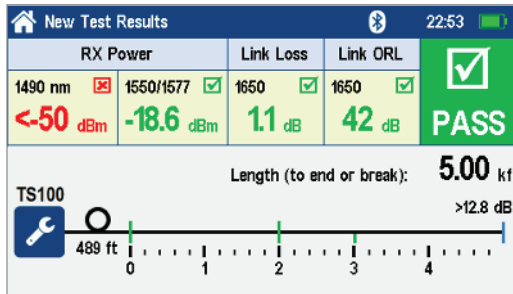 New Test Results 22:53
RX Power Link Loss Link ORL
1490 nm 1550/1577 1650 1650
<-50 dBm -18.6 dBm 1.1 dB 42 dB PASS
Length (to end or break): 5.00 kf
TS100 >12.8 dB
489 ft
0 1 2 3 4